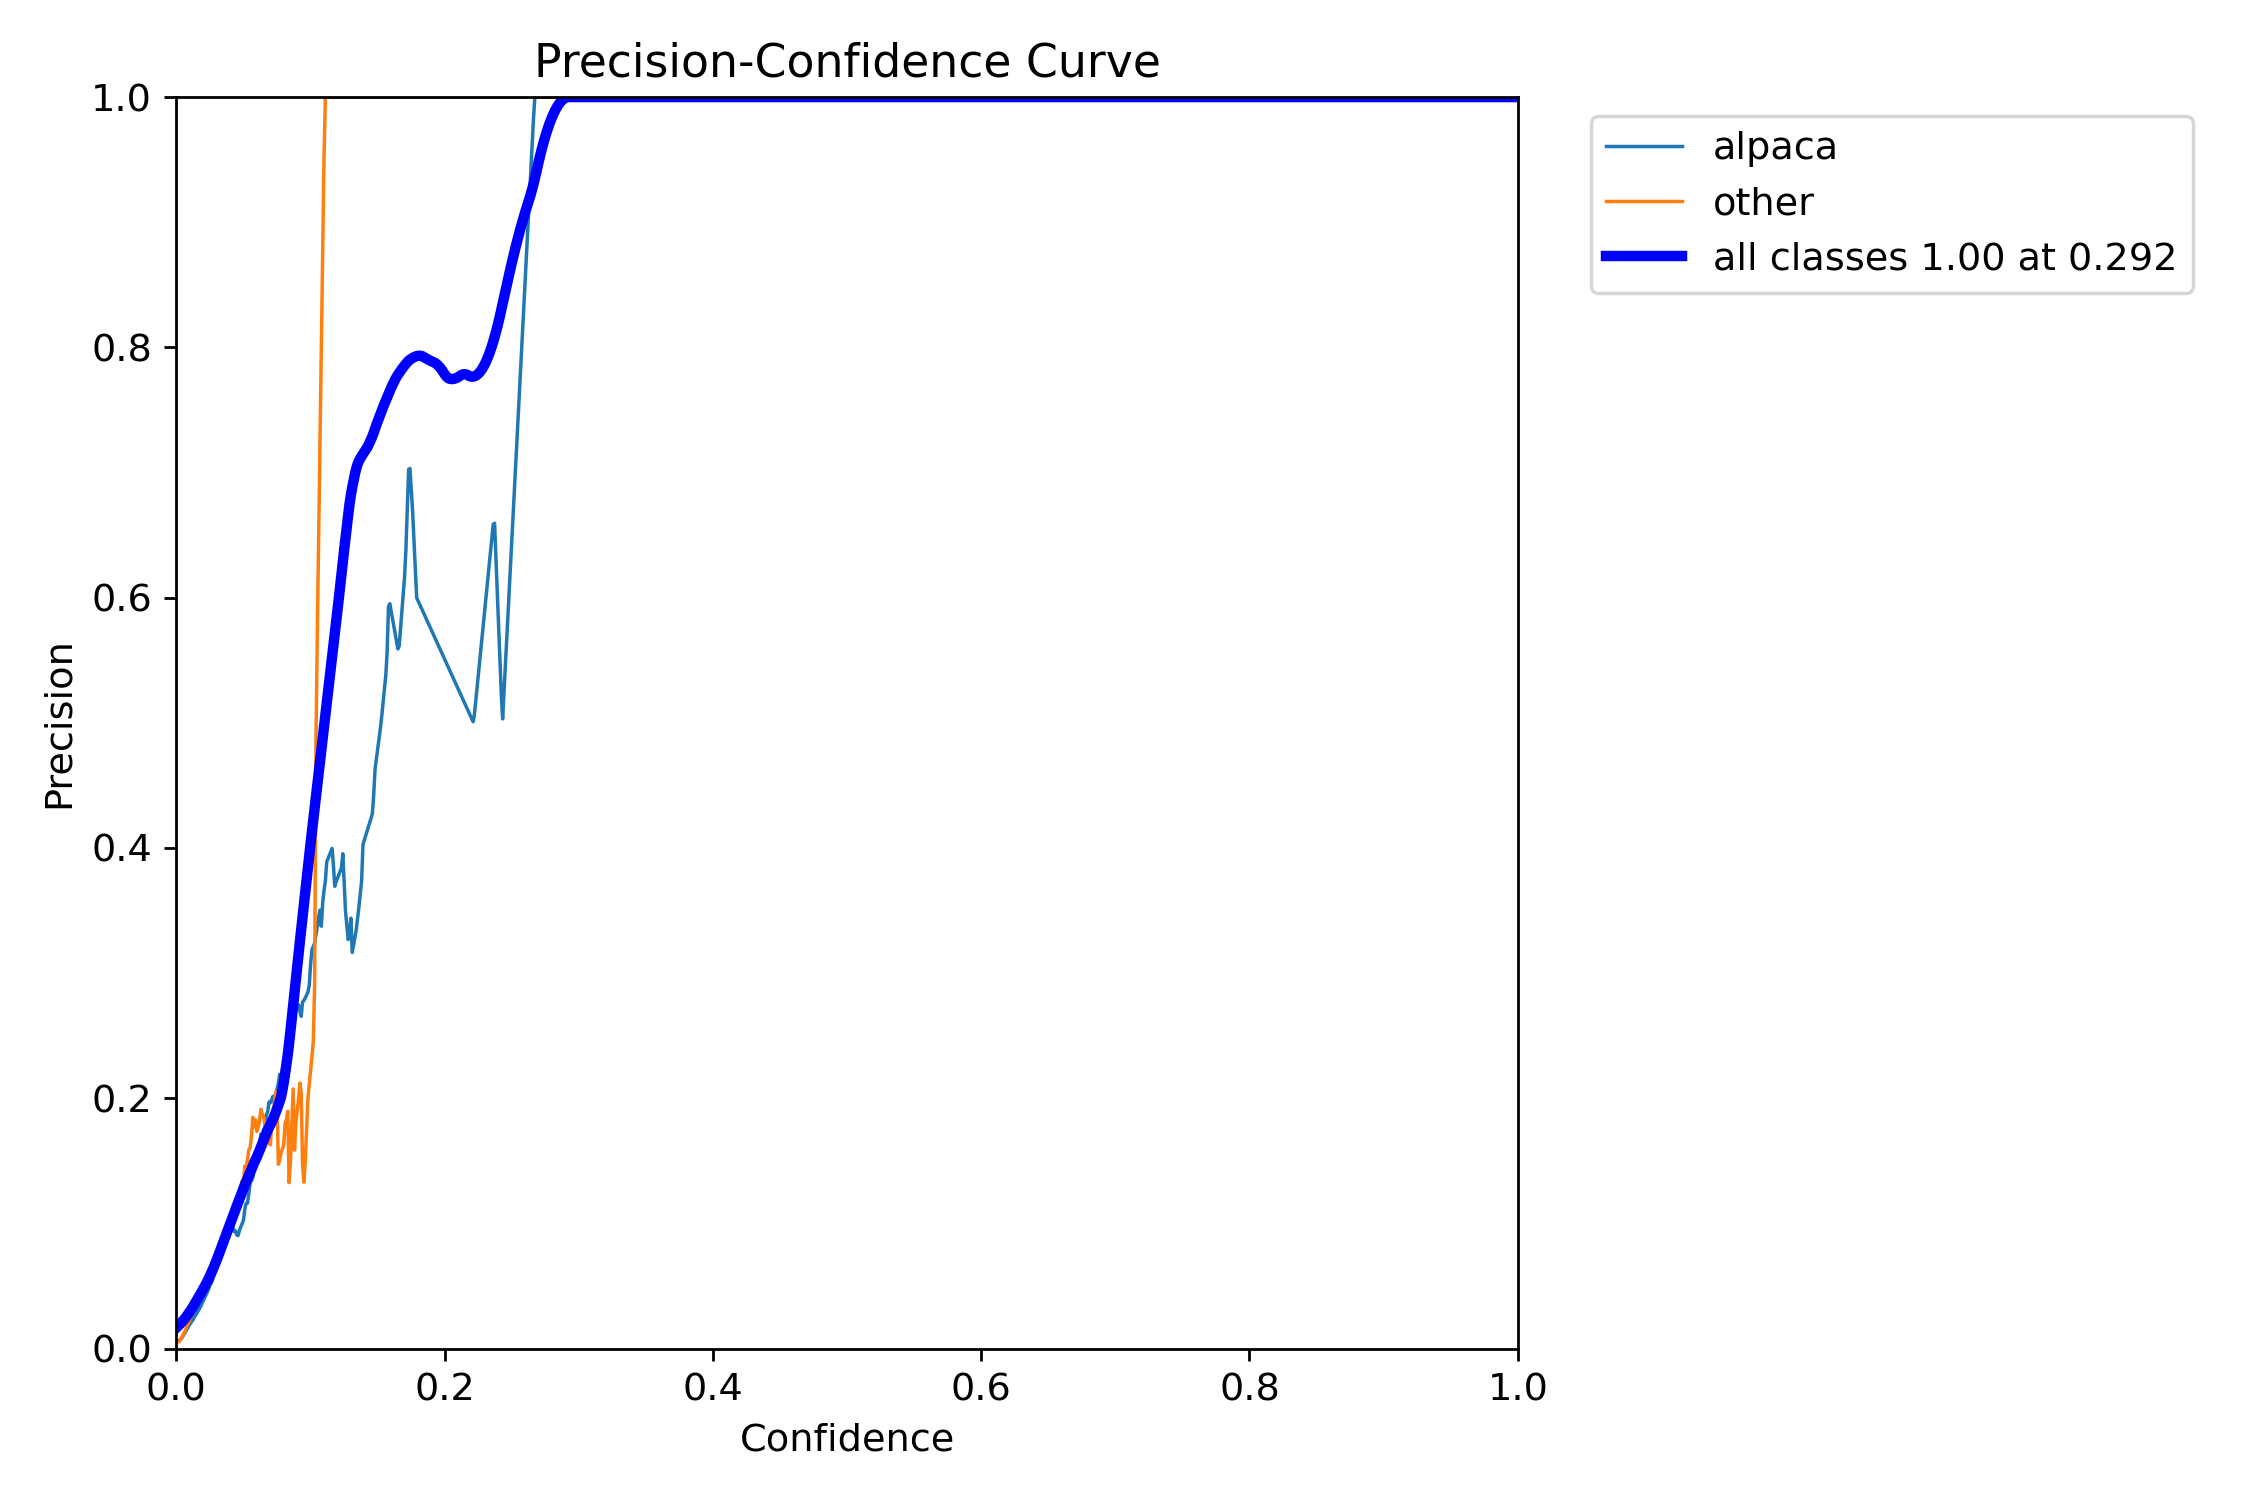 Precision-Confidence Curve
1.0
0.8
0.6
0.4
0.2
0.0
Precision
0.0 0.2 0.4 0.6 0.8 1.0
Confidence
alpaca
other
all classes 1.00 at 0.292